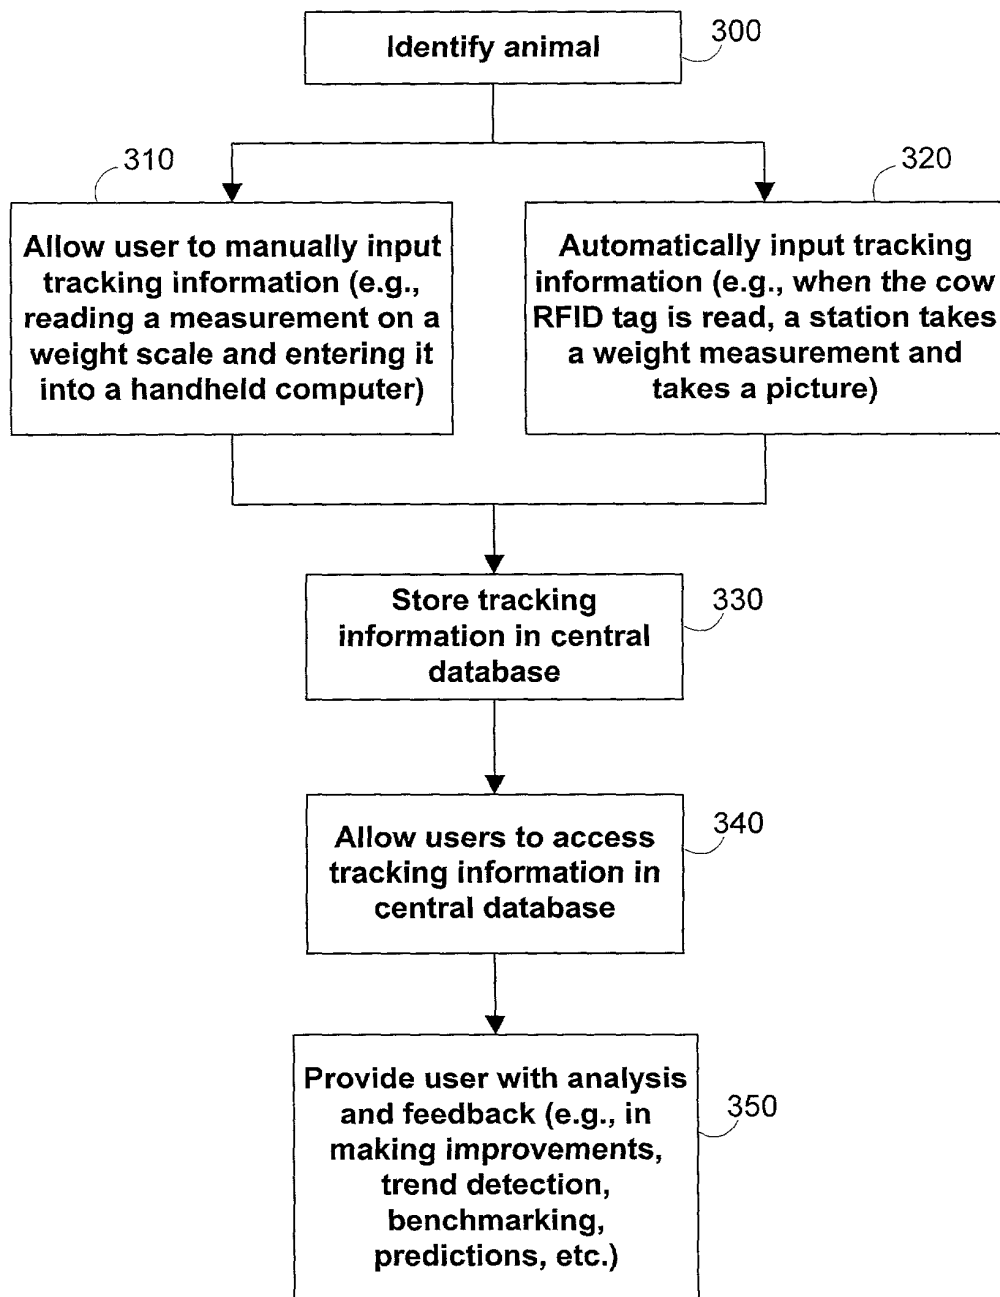 Identify animal
300
310
320
Allow user to manually input
tracking information (e.g.,
reading a measurement on a
weight scale and entering it
into a handheld computer)
Automatically input tracking
information (e.g., when the cow
RFID tag is read, a station takes
a weight measurement and
takes a picture)
Store tracking
information in central
database
330
Allow users to access
tracking information in
central database
340
Provide user with analysis
and feedback (e.g., in
making improvements,
trend detection,
benchmarking,
predictions, etc.)
350